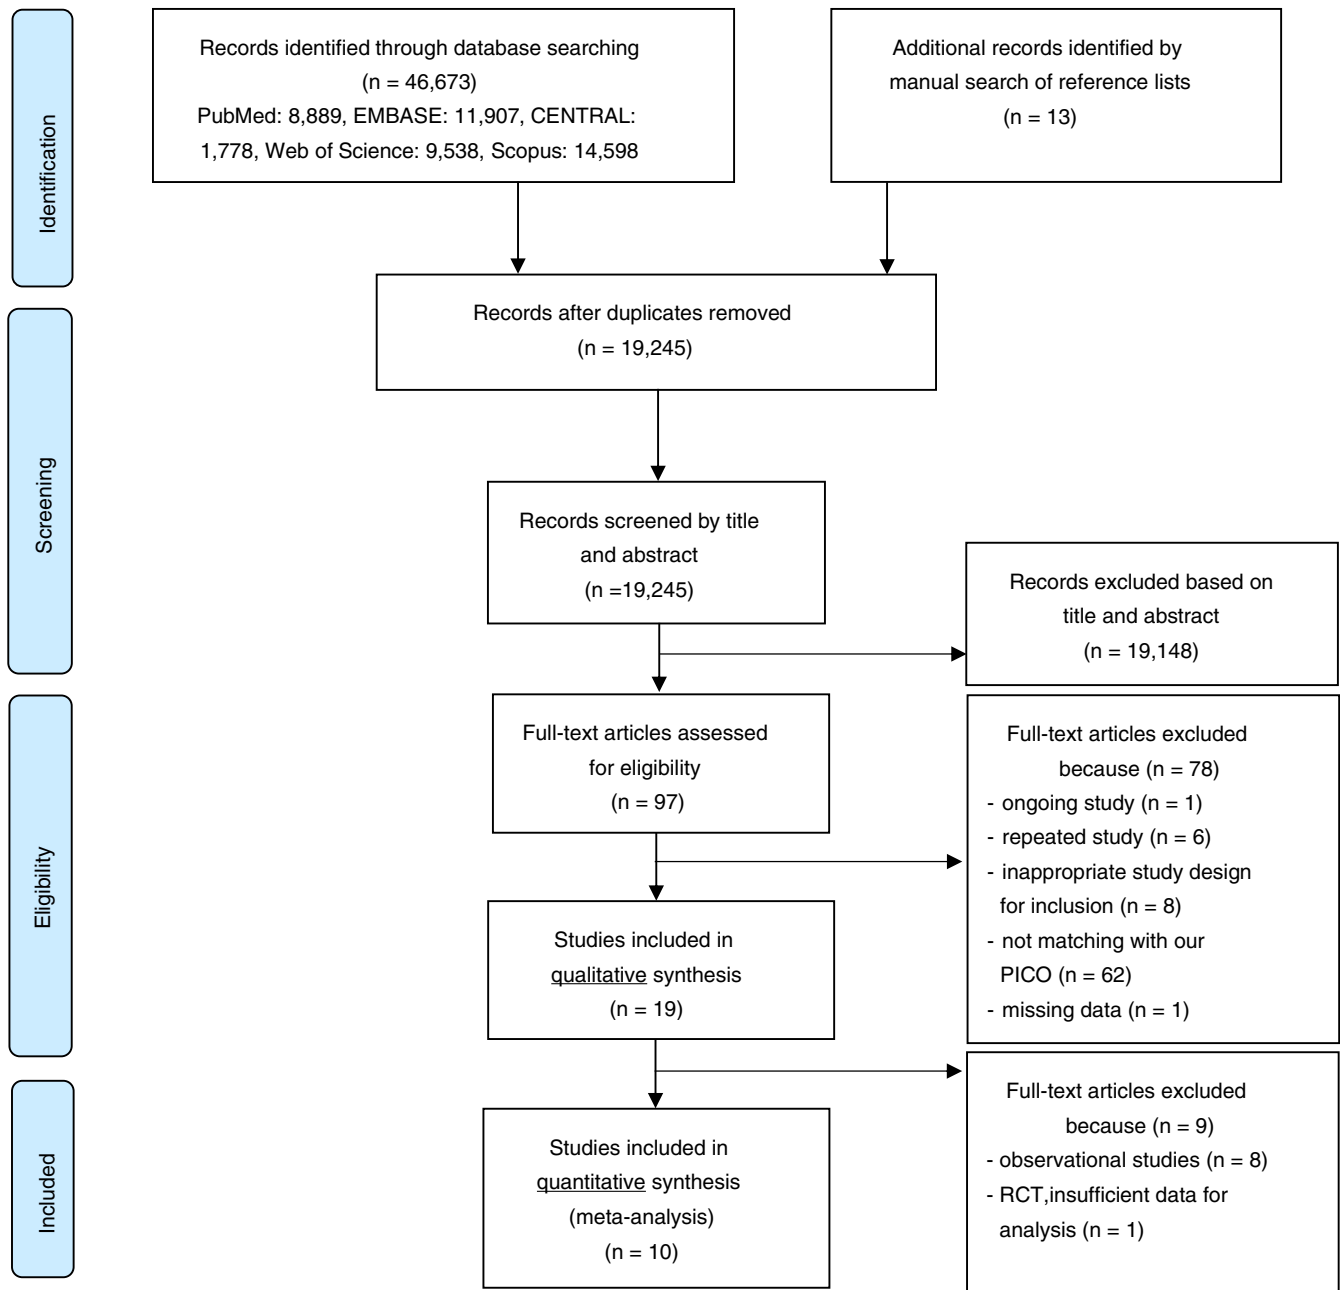 Identification
Records identified through database searching
(n = 46,673)
PubMed: 8,889, EMBASE: 11,907, CENTRAL:
1,778, Web of Science: 9,538, Scopus: 14,598
Additional records identified by
manual search of reference lists
(n = 13)
Screening
Records after duplicates removed
(n = 19,245)
Records screened by title
and abstract
(n =19,245)
Records excluded based on
title and abstract
(n = 19,148)
Eligibility
Full-text articles assessed
for eligibility
(n = 97)
Full-text articles excluded
because (n = 78)
- ongoing study (n = 1)
- repeated study (n = 6)
- inappropriate study design
for inclusion (n = 8)
- not matching with our
PICO (n = 62)
- missing data (n = 1)
Studies included in
qualitative synthesis
(n = 19)
Included
Full-text articles excluded
because (n = 9)
- observational studies (n = 8)
- RCT,insufficient data for
analysis (n = 1)
Studies included in
quantitative synthesis
(meta-analysis)
(n = 10)